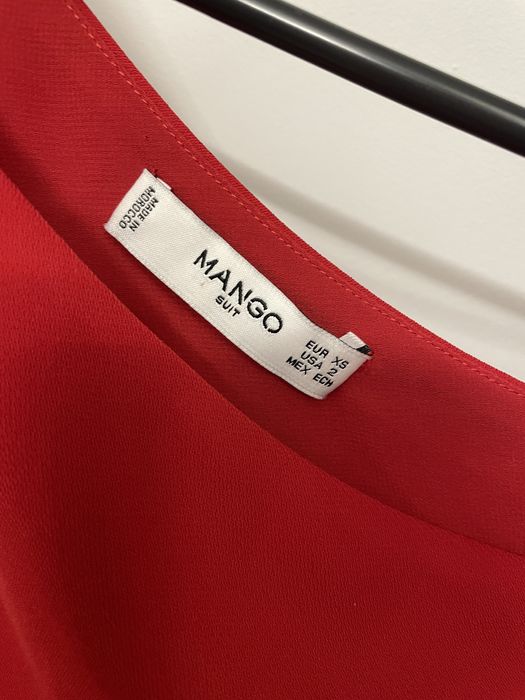 MADE IN
MOROCCO
MANGO
SUIT
EUR XS
USA 2
MEX ECH